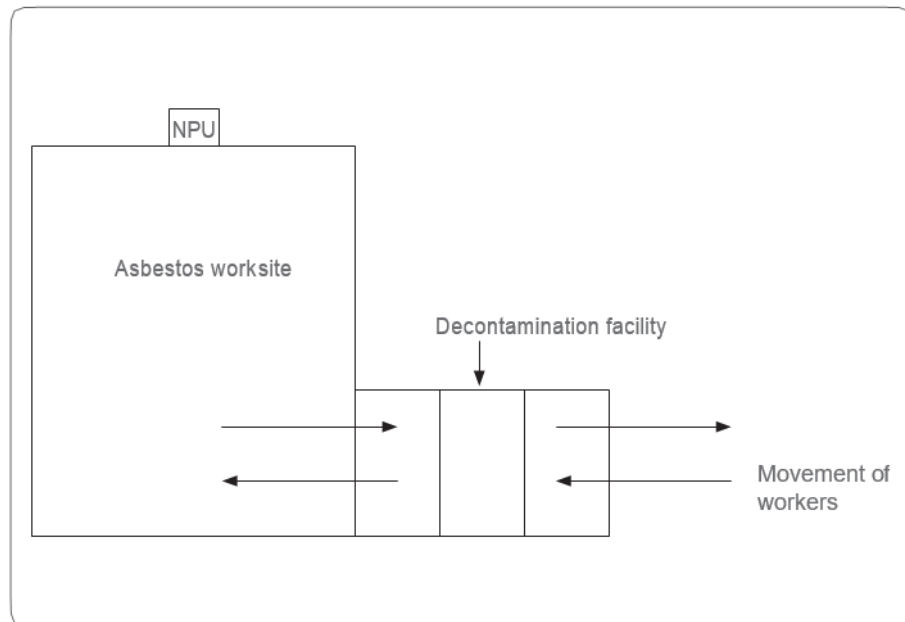 NPU
Asbestos worksite
Decontamination facility
Movement of
workers